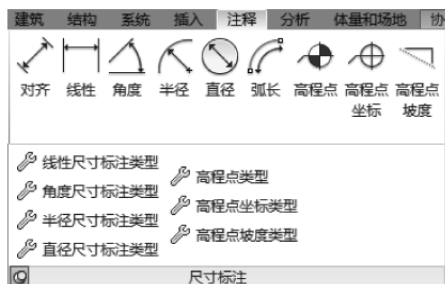 建筑 结构 系统 插入 注释 分析 体量和场地 协
对齐 线性 角度 半径 直径 弧长 高程点 高程点 高程点
坐标 坡度
线性尺寸标注类型
角度尺寸标注类型
半径尺寸标注类型
直径尺寸标注类型
高程点类型
高程点坐标类型
高程点坡度类型
尺寸标注